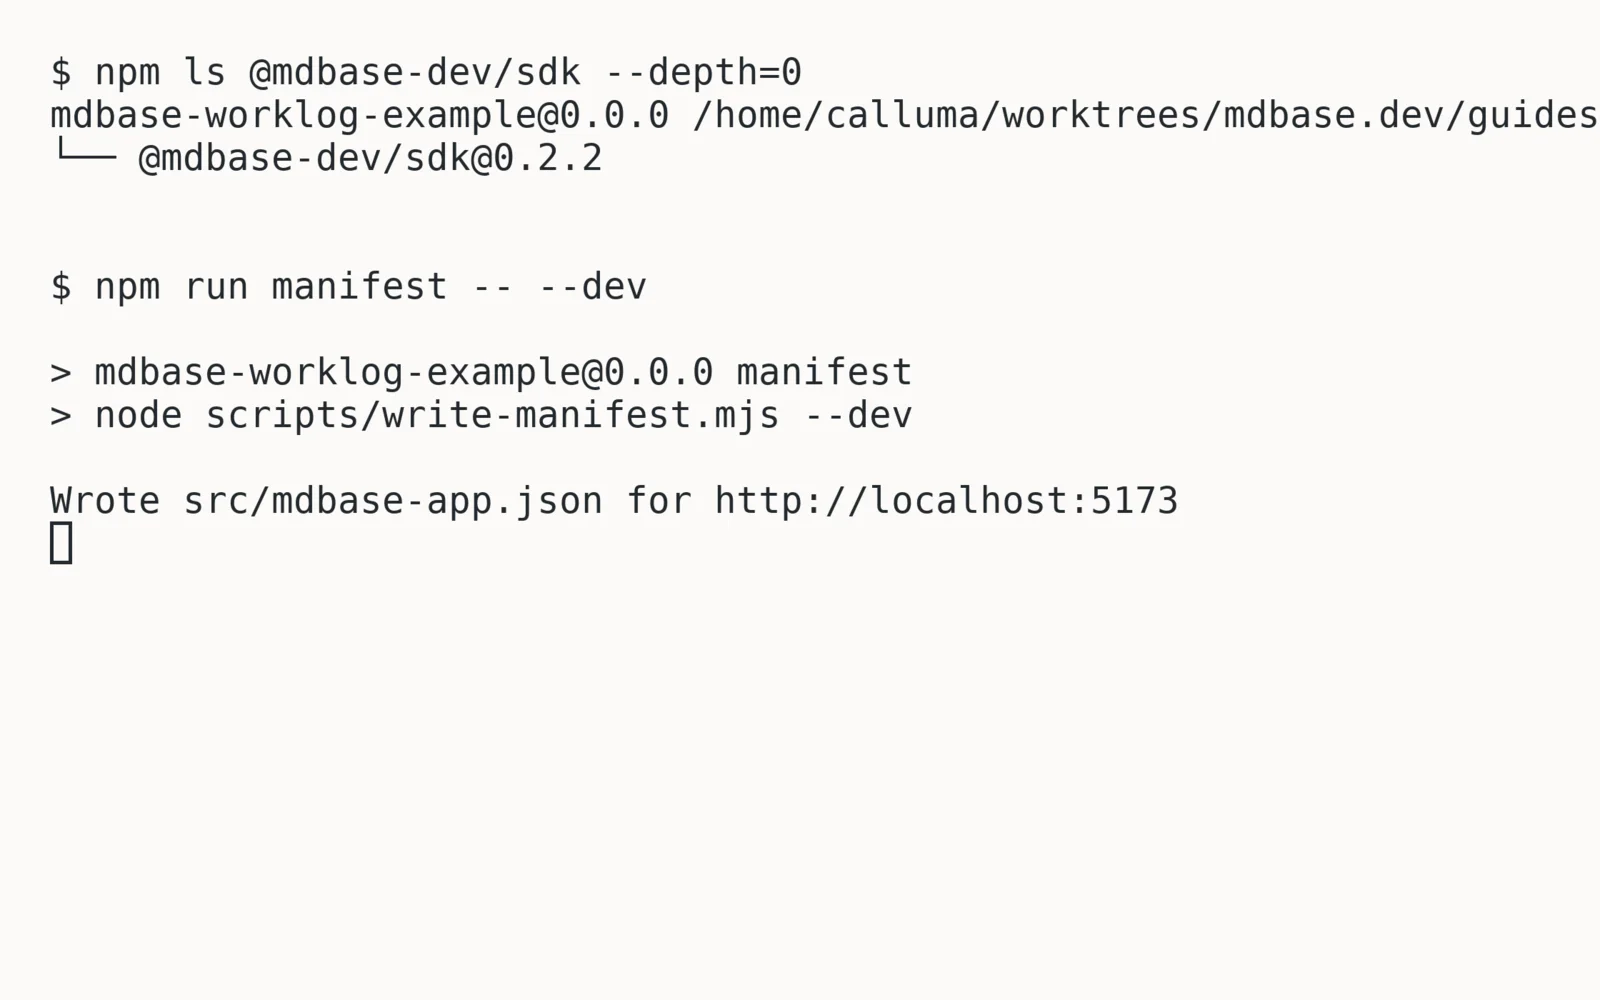 $ npm ls @mdbase-dev/sdk --depth=0
mdbase-worklog-example@0.0.0 /home/calluma/worktrees/mdbase.dev/guides
└── @mdbase-dev/sdk@0.2.2
$ npm run manifest -- --dev
> mdbase-worklog-example@0.0.0 manifest
> node scripts/write-manifest.mjs --dev
Wrote src/mdbase-app.json for http://localhost:5173